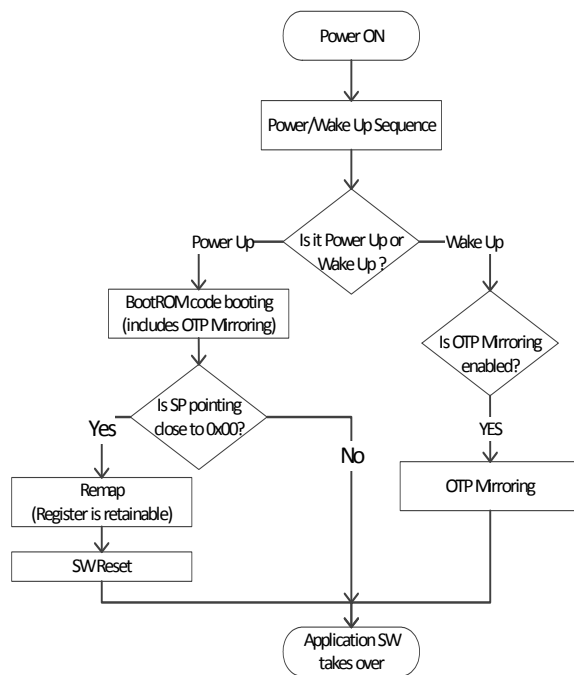 Power ON
Power/Wake Up Sequence
Is it Power Up or
Wake Up ?
Power Up
Wake Up
BootROM code booting
(includes OTP Mirroring)
Is OTP Mirroring
enabled?
Is SP pointing
close to 0x00?
Yes
No
YES
Remap
(Register is retainable)
OTP Mirroring
SW Reset
Application SW
takes over